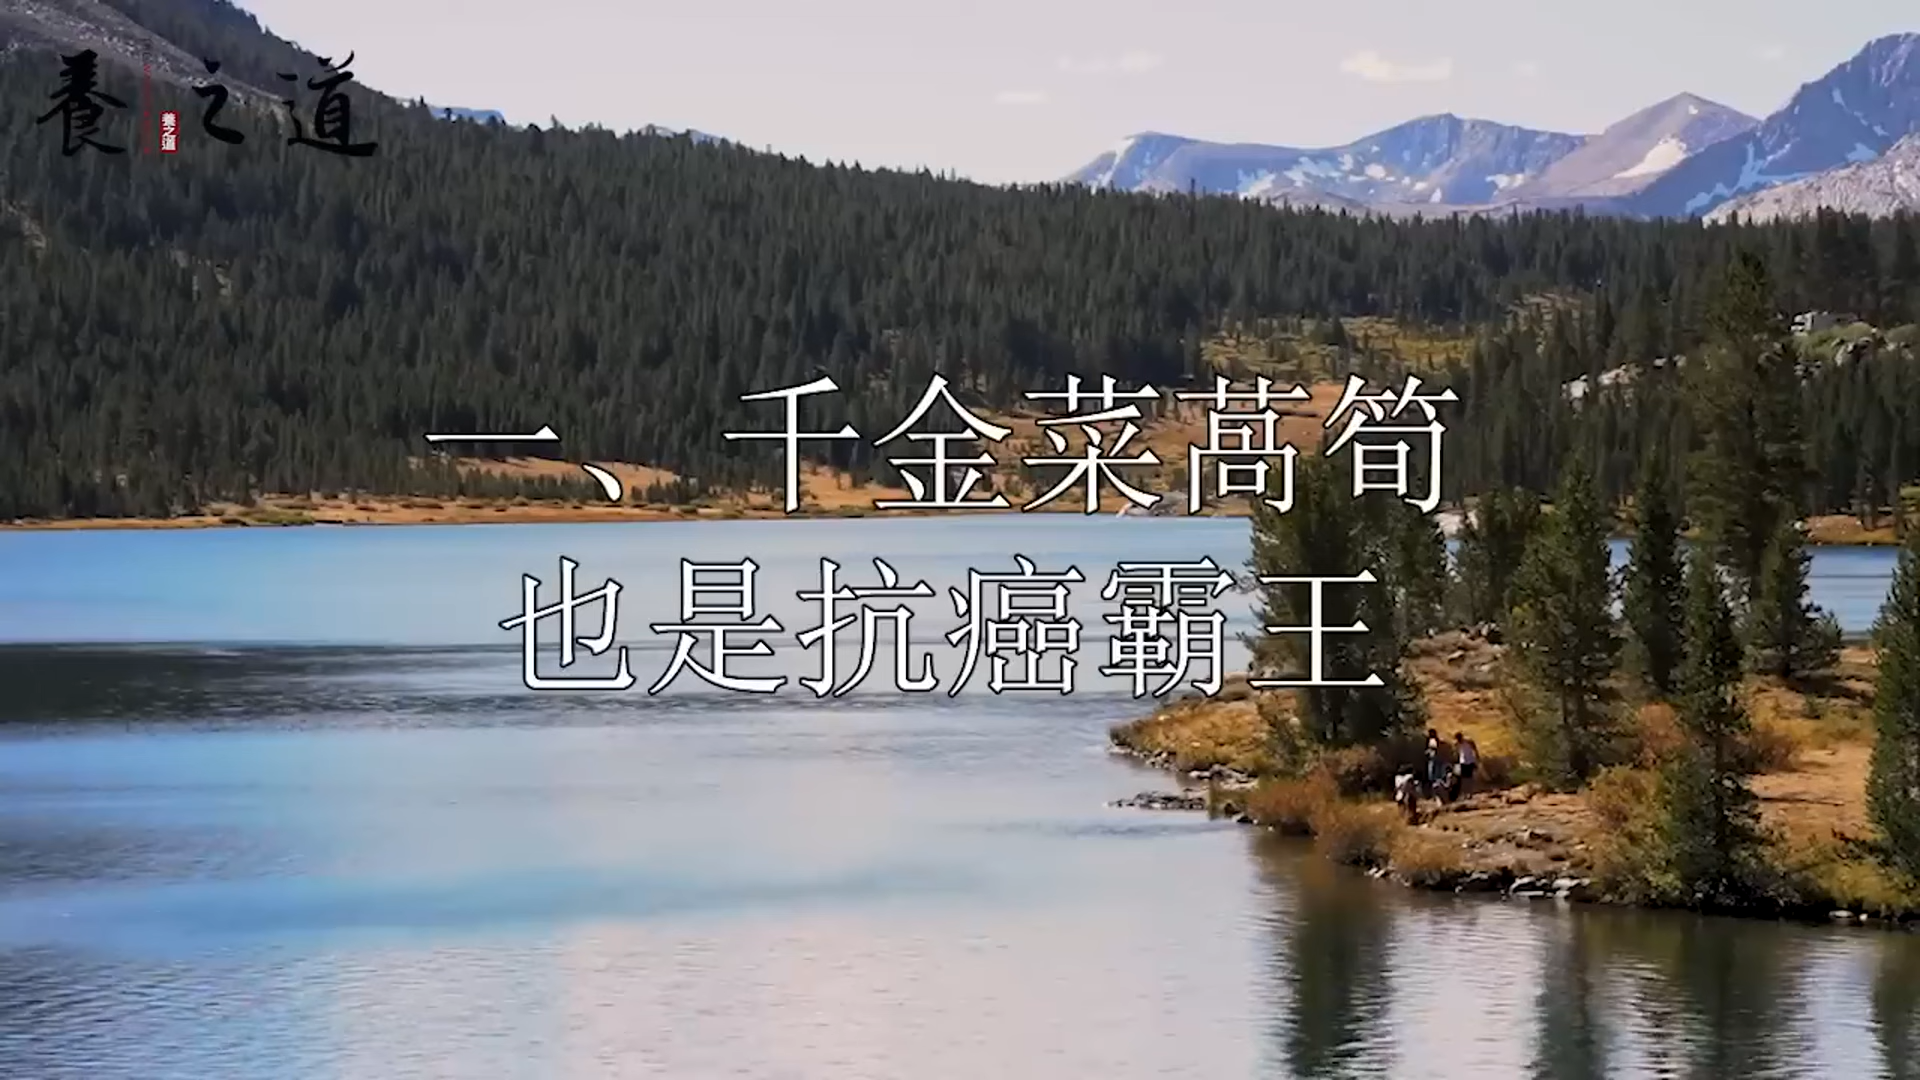 養之道
養之道
一、千金菜萵筍
也是抗癌霸王